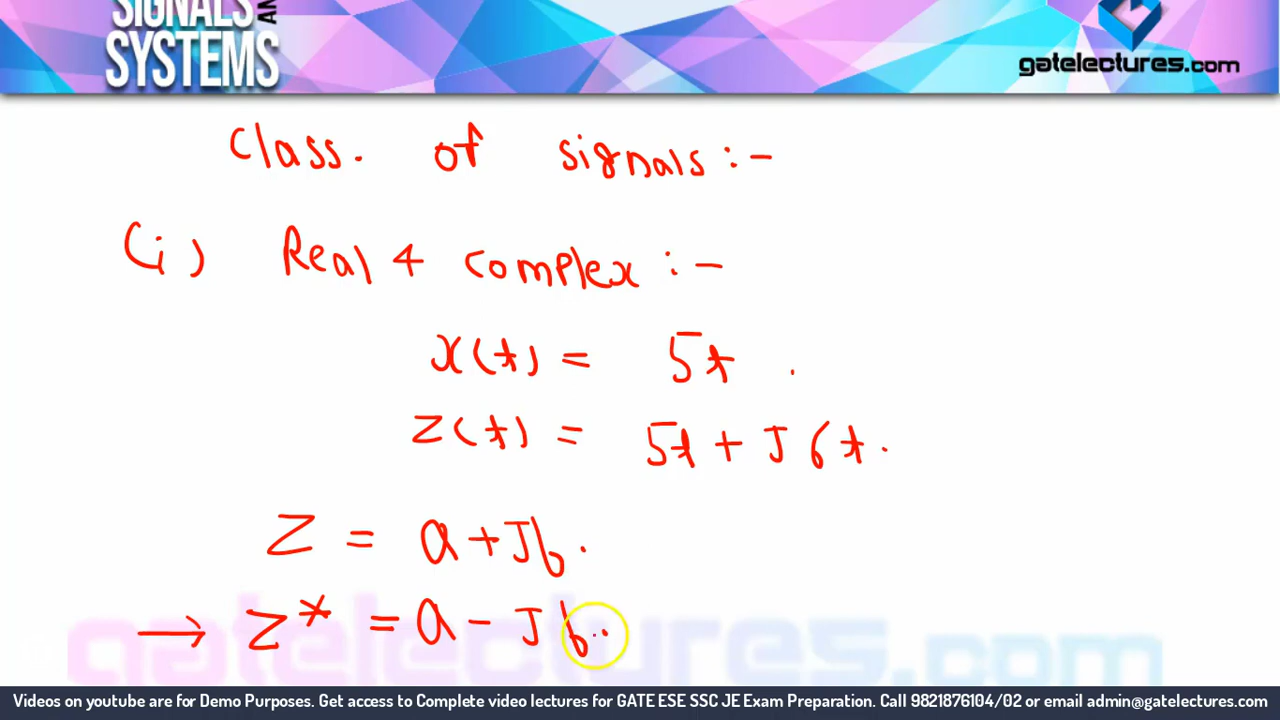 SIGNALS AND
SYSTEMS
gatelectures.com
Class. of signals :-
(i) Real & Complex :-
x(t) = 5t .
z(t) = 5t + J 6t .
Z = a + Jb .
→ Z* = a - J b .
gatelectures.com
Videos on youtube are for Demo Purposes. Get access to Complete video lectures for GATE ESE SSC JE Exam Preparation. Call 9821876104/02 or email admin@gatelectures.com